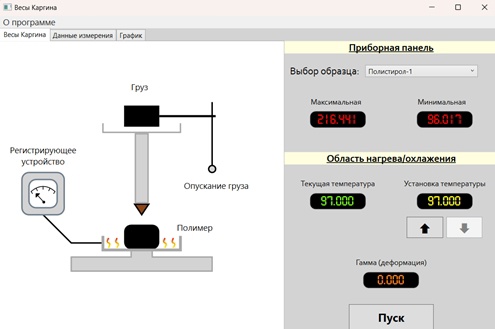 Весы Каргина
О программе
Весы Каргина
Данные измерения
График
Груз
Регистрирующее
устройство
Опускание груза
Полимер
Приборная панель
Выбор образца: Полистирол-1
Максимальная Минимальная
216.441 96.017
Область нагрева/охлажения
Текущая температура Установка температуры
97.000 97.000
Гамма (деформация)
0.000
Пуск